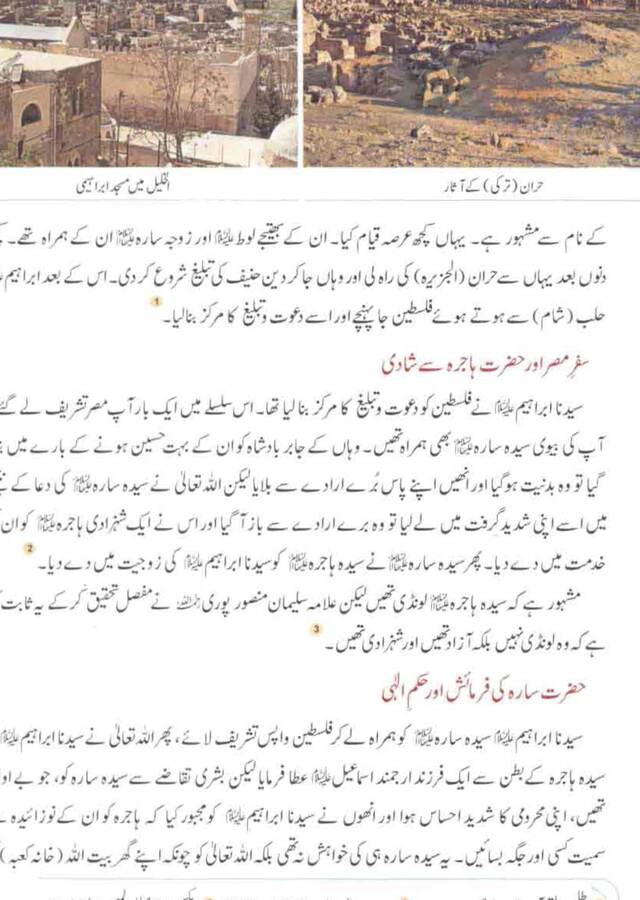 حران (ترکی) کے آثار
الخلیل میں مسجد ابراہیمی
کے نام سے مشہور ہے۔ یہاں کچھ عرصہ قیام کیا۔ ان کے بھتیجے لوط علیہ السلام اور زوجہ سارہ علیہا السلام ان کے ہمراہ تھے۔
دنوں بعد یہاں سے حران (الجزیرہ) کی راہ لی اور وہاں جا کر دین حنیف کی تبلیغ شروع کر دی۔ اس کے بعد ابراہیم
حلب (شام) سے ہوتے ہوئے فلسطین جا پہنچے اور اسے دعوت و تبلیغ کا مرکز بنا لیا۔ 1
سفرِ مصر اور حضرت ہاجرہ سے شادی
سیدنا ابراہیم علیہ السلام نے فلسطین کو دعوت و تبلیغ کا مرکز بنا لیا تھا۔ اس سلسلے میں ایک بار آپ مصر تشریف لے گئے
آپ کی بیوی سیدہ سارہ علیہا السلام بھی ہمراہ تھیں۔ وہاں کے جابر بادشاہ کو ان کے بہت حسین ہونے کے بارے میں
گیا تو وہ بدنیت ہو گیا اور انھیں اپنے پاس بُرے ارادے سے بلایا لیکن اللہ تعالیٰ نے سیدہ سارہ علیہا السلام کی دعا کے
میں اسے اپنی شدید گرفت میں لے لیا تو وہ برے ارادے سے باز آ گیا اور اس نے ایک شہزادی ہاجرہ علیہا السلام کو ان
خدمت میں دے دیا۔ پھر سیدہ سارہ علیہا السلام نے سیدہ ہاجرہ علیہا السلام کو سیدنا ابراہیم علیہ السلام کی زوجیت میں دے دیا۔ 2
مشہور ہے کہ سیدہ ہاجرہ علیہا السلام لونڈی تھیں لیکن علامہ سلیمان منصور پوری رحمہ اللہ نے مفصل تحقیق کر کے یہ ثابت
ہے کہ وہ لونڈی نہیں بلکہ آزاد تھیں اور شہزادی تھیں۔ 3
حضرت سارہ کی فرمائش اور حکمِ الٰہی
سیدنا ابراہیم علیہ السلام سیدہ سارہ علیہا السلام کو ہمراہ لے کر فلسطین واپس تشریف لائے، پھر اللہ تعالیٰ نے سیدنا ابراہیم علیہ السلام
سیدہ ہاجرہ کے بطن سے ایک فرزند ارجمند اسماعیل علیہ السلام عطا فرمایا لیکن بشری تقاضے سے سیدہ سارہ کو، جو بے اولا
تھیں، اپنی محرومی کا شدید احساس ہوا اور انھوں نے سیدنا ابراہیم علیہ السلام کو مجبور کیا کہ ہاجرہ کو ان کے نوزائیدہ
سمیت کسی اور جگہ بسائیں۔ یہ سیدہ سارہ ہی کی خواہش نہ تھی بلکہ اللہ تعالیٰ کو چونکہ اپنے گھر بیت اللہ (خانہ کعبہ)